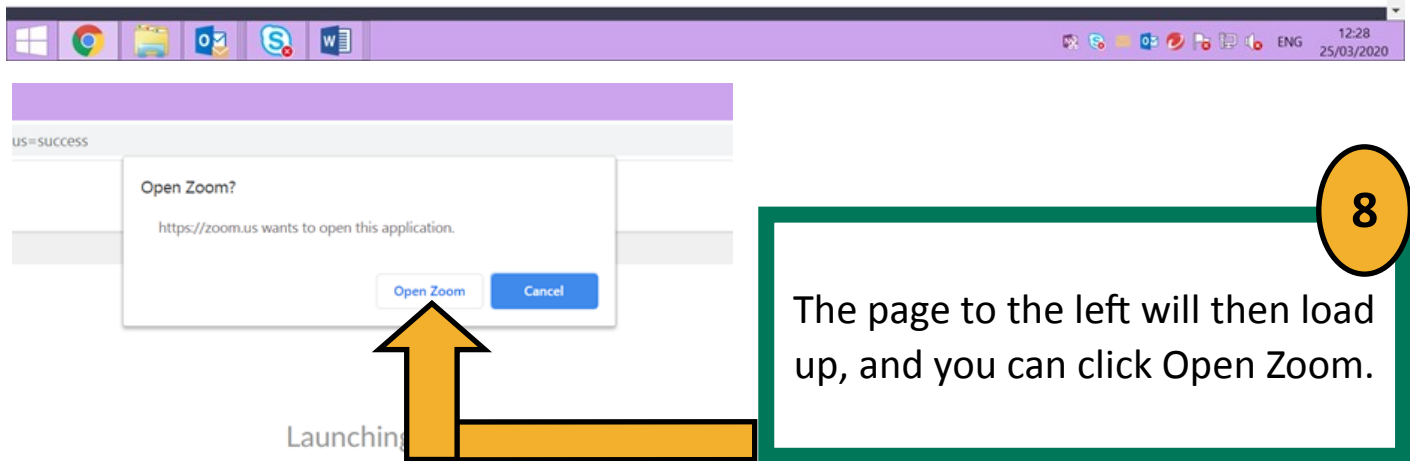 ENG
12:28
25/03/2020
us=success
Open Zoom?
https://zoom.us wants to open this application.
Open Zoom
Cancel
Launching
8
The page to the left will then load
up, and you can click Open Zoom.